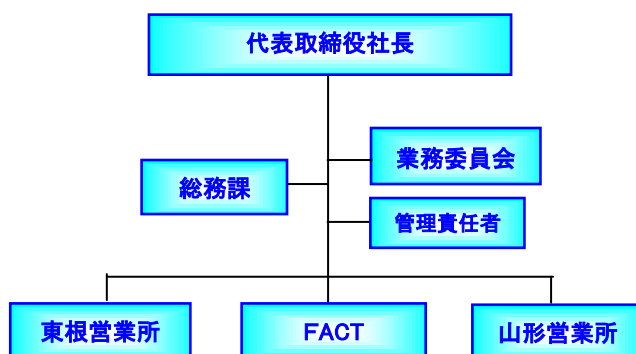 代表取締役社長
業務委員会
総務課
管理責任者
東根営業所
FACT
山形営業所